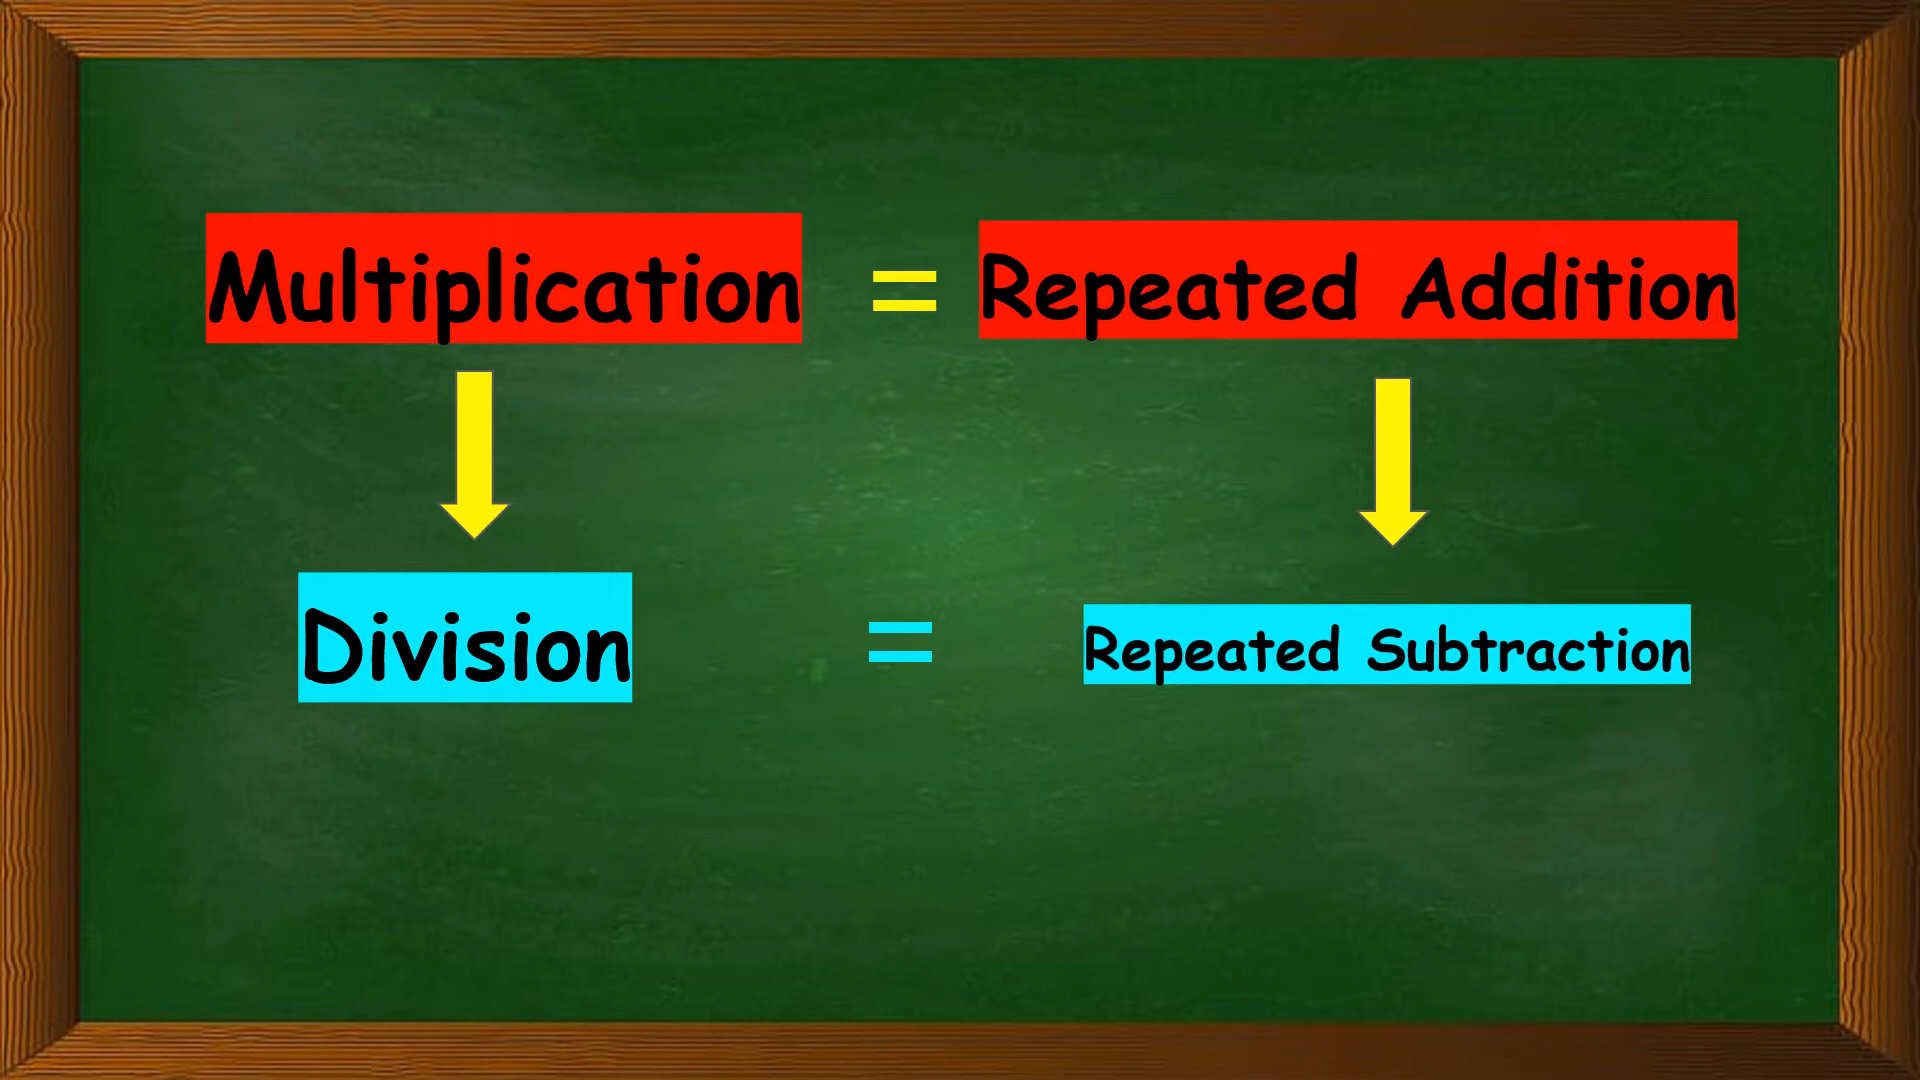 Multiplication = Repeated Addition
Division = Repeated Subtraction